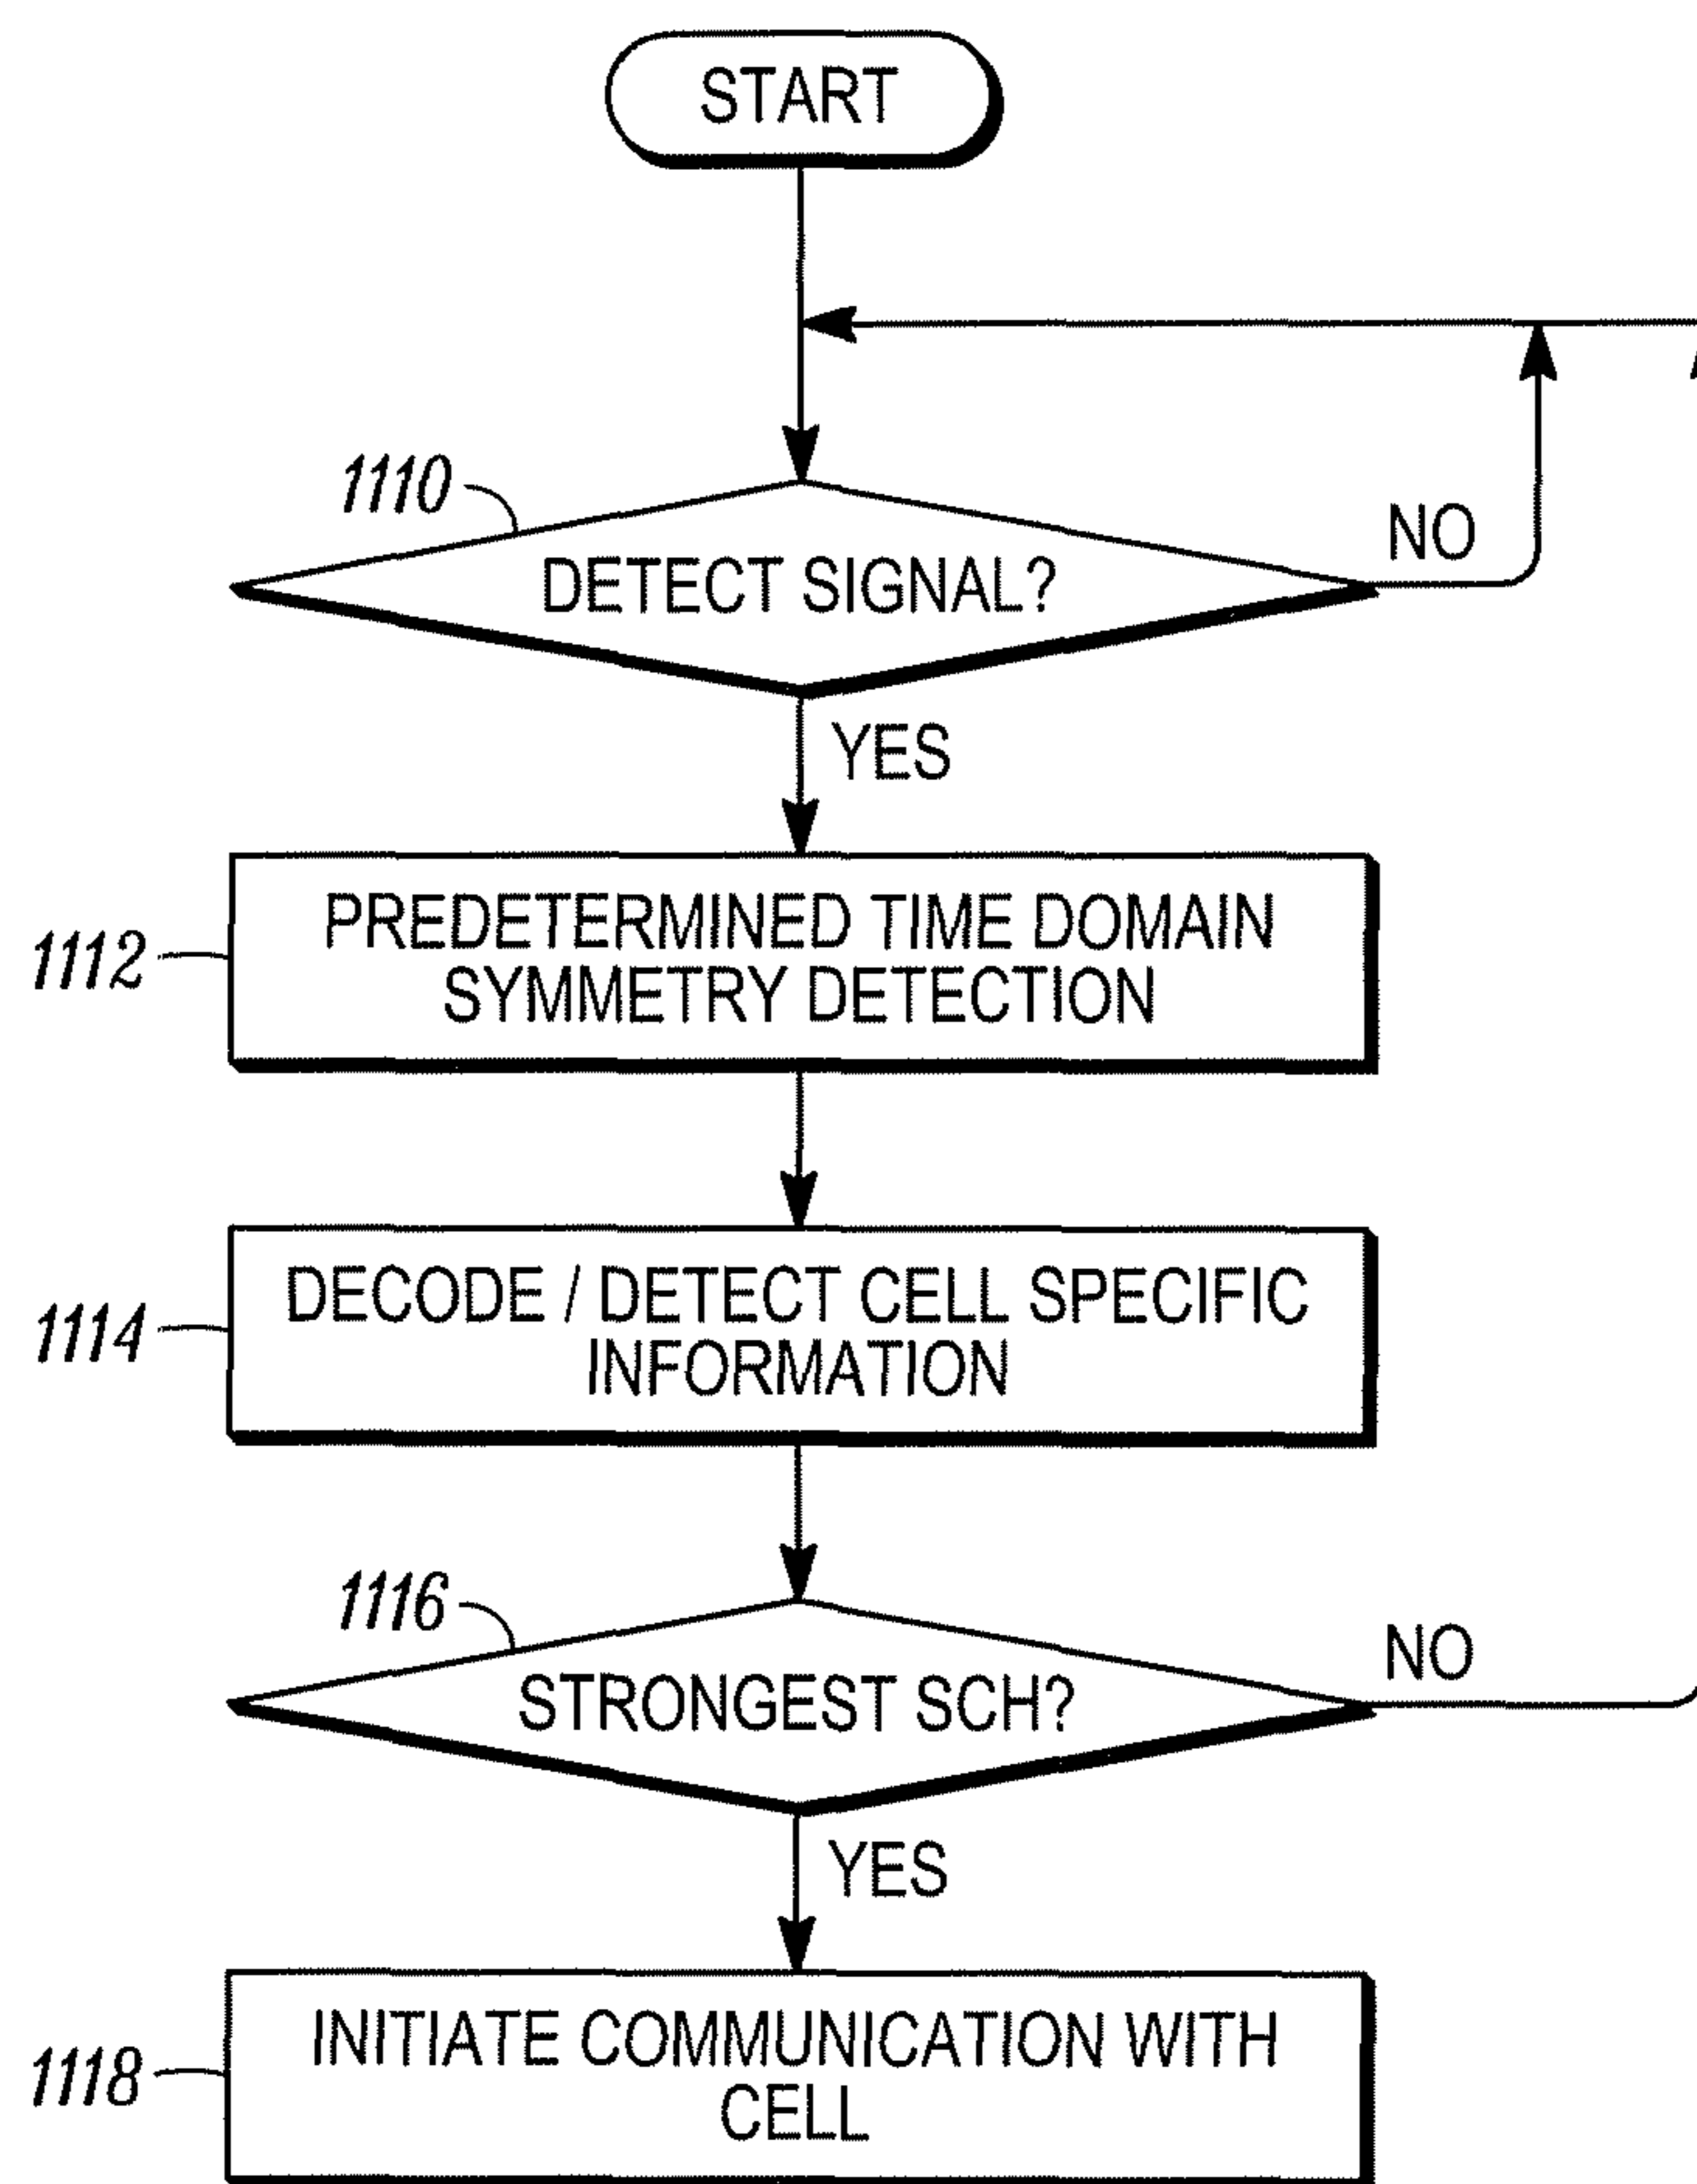 START
1110
DETECT SIGNAL?
NO
YES
1112
PREDETERMINED TIME DOMAIN
SYMMETRY DETECTION
1114
DECODE / DETECT CELL SPECIFIC
INFORMATION
1116
STRONGEST SCH?
NO
YES
1118
INITIATE COMMUNICATION WITH
CELL